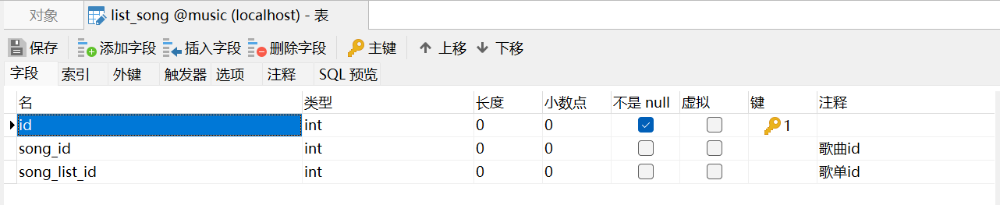 对象
list_song @music (localhost) - 表
保存 添加字段 插入字段 删除字段 主键 上移 下移
字段 索引 外键 触发器 选项 注释 SQL 预览
名 类型 长度 小数点 不是 null 虚拟 键 注释
id int 0 0 1
song_id int 0 0 歌曲id
song_list_id int 0 0 歌单id